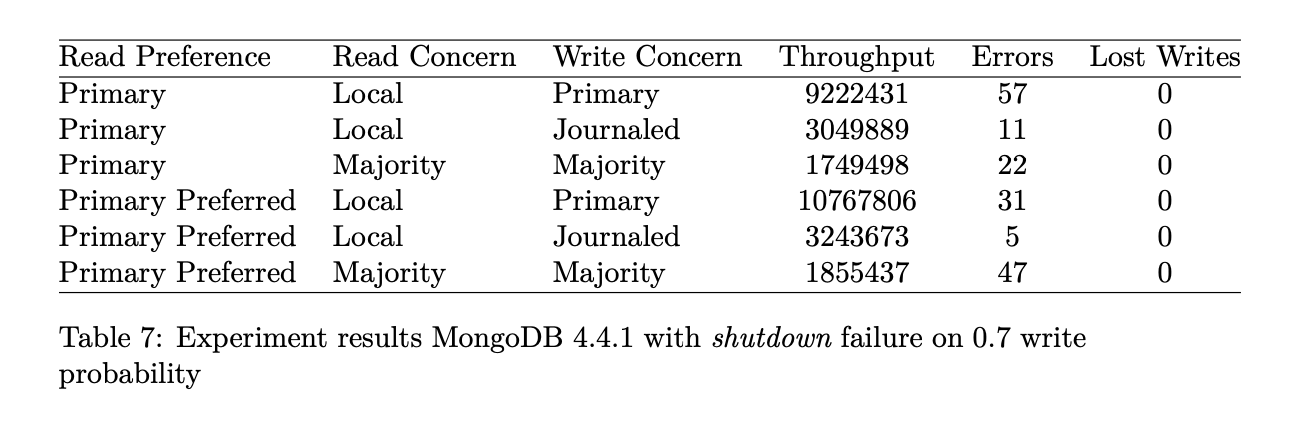 Read Preference Read Concern Write Concern Throughput Errors Lost Writes
Primary Local Primary 9222431 57 0
Primary Local Journaled 3049889 11 0
Primary Majority Majority 1749498 22 0
Primary Preferred Local Primary 10767806 31 0
Primary Preferred Local Journaled 3243673 5 0
Primary Preferred Majority Majority 1855437 47 0
Table 7: Experiment results MongoDB 4.4.1 with shutdown failure on 0.7 write
probability